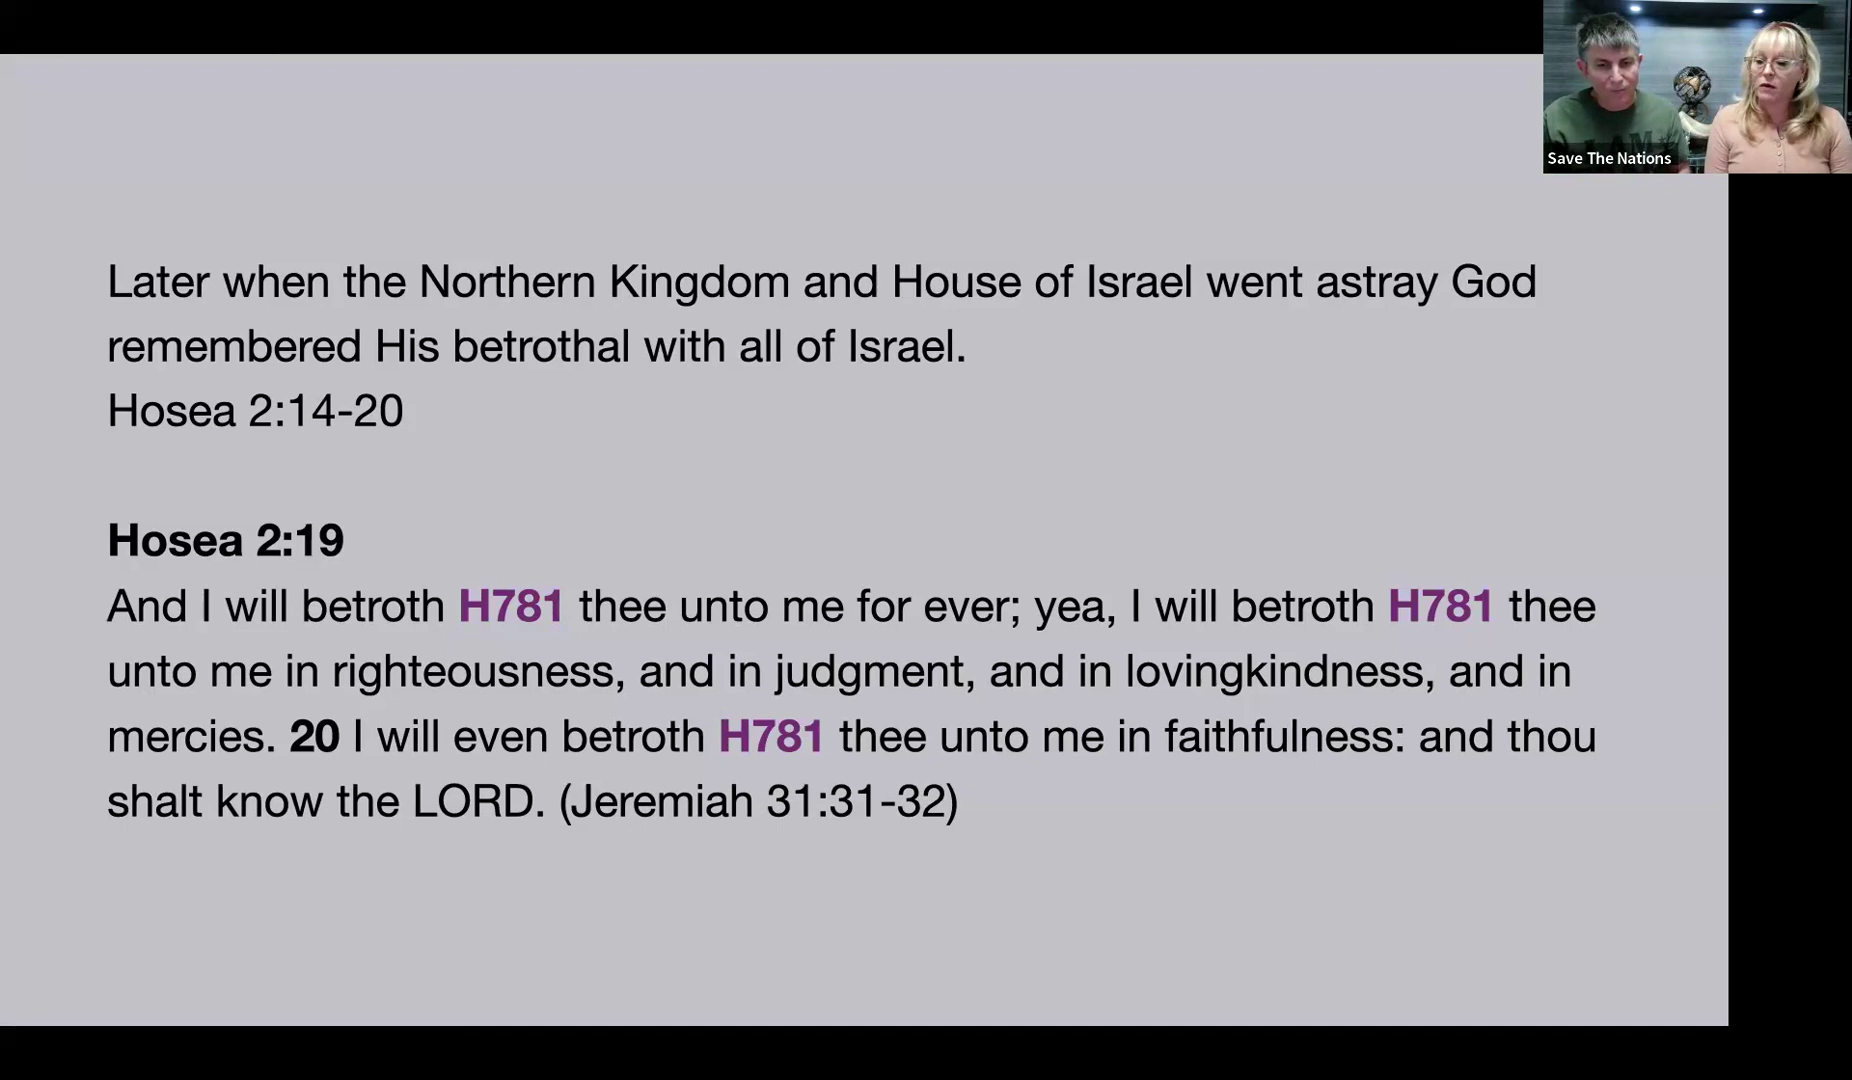 Save The Nations
Later when the Northern Kingdom and House of Israel went astray God
remembered His betrothal with all of Israel.
Hosea 2:14-20
Hosea 2:19
And I will betroth H781 thee unto me for ever; yea, I will betroth H781 thee
unto me in righteousness, and in judgment, and in lovingkindness, and in
mercies. 20 I will even betroth H781 thee unto me in faithfulness: and thou
shalt know the LORD. (Jeremiah 31:31-32)